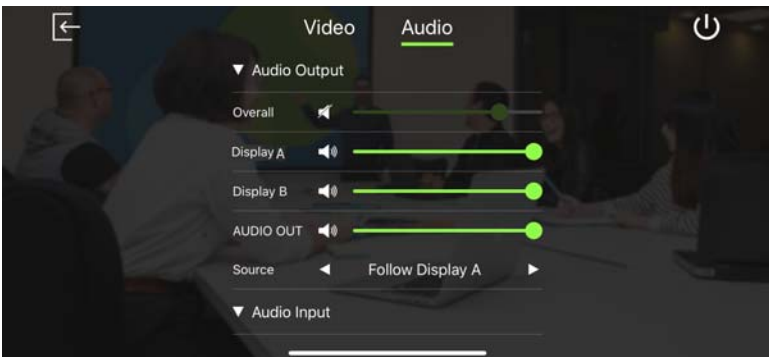 Video Audio
▼ Audio Output
Overall
Display A
Display B
AUDIO OUT
Source ◀ Follow Display A ▶
▼ Audio Input